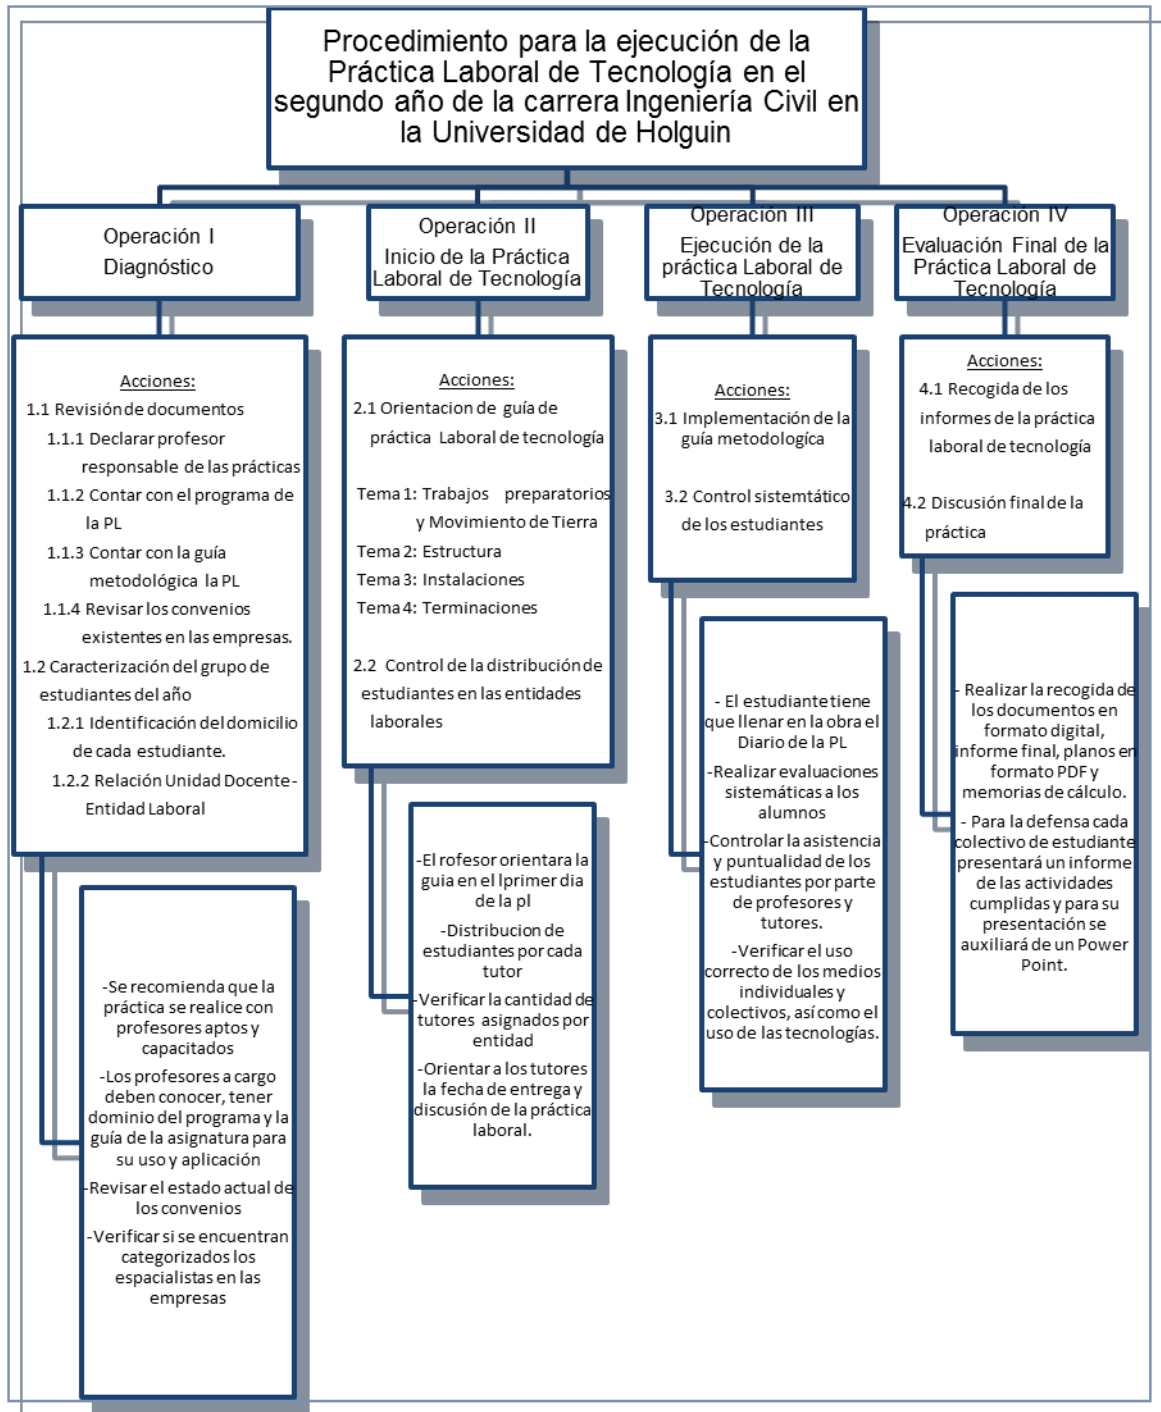 Procedimiento para la ejecución de la
Práctica Laboral de Tecnología en el
segundo año de la carrera Ingeniería Civil en
la Universidad de Holguin
Operación I
Diagnóstico
Acciones:
1.1 Revisión de documentos
1.1.1 Declarar profesor
responsable de las prácticas
1.1.2 Contar con el programa de
la PL
1.1.3 Contar con la guía
metodológica la PL
1.1.4 Revisar los convenios
existentes en las empresas.
1.2 Caracterización del grupo de
estudiantes del año
1.2.1 Identificación del domicilio
de cada estudiante.
1.2.2 Relación Unidad Docente-
Entidad Laboral
-Se recomienda que la
práctica se realice con
profesores aptos y
capacitados
-Los profesores a cargo
deben conocer, tener
dominio del programa y la
guía de la asignatura para
su uso y aplicación
-Revisar el estado actual de
los convenios
-Verificar si se encuentran
categorizados los
espacialistas en las
empresas
Operación II
Inicio de la Práctica
Laboral de Tecnología
Acciones:
2.1 Orientacion de guía de
práctica Laboral de tecnología
Tema 1: Trabajos preparatorios
y Movimiento de Tierra
Tema 2: Estructura
Tema 3: Instalaciones
Tema 4: Terminaciones
2.2 Control de la distribución de
estudiantes en las entidades
laborales
-El rofesor orientara la
guia en el lprimer dia
de la pl
-Distribucion de
estudiantes por cada
tutor
-Verificar la cantidad de
tutores asignados por
entidad
-Orientar a los tutores
la fecha de entrega y
discusión de la práctica
laboral.
Operación III
Ejecución de la
práctica Laboral de
Tecnología
Acciones:
3.1 Implementación de la
guía metodologíca
3.2 Control sistemtático
de los estudiantes
- El estudiante tiene
que llenar en la obra el
Diario de la PL
-Realizar evaluaciones
sistemáticas a los
alumnos
-Controlar la asistencia
y puntualidad de los
estudiantes por parte
de profesores y
tutores.
-Verificar el uso
correcto de los medios
individuales y
colectivos, así como el
uso de las tecnologías.
Operación IV
Evaluación Final de la
Práctica Laboral de
Tecnología
Acciones:
4.1 Recogida de los
informes de la práctica
laboral de tecnología
4.2 Discusión final de la
práctica
- Realizar la recogida de
los documentos en
formato digital,
informe final, planos en
formato PDF y
memorias de cálculo.
- Para la defensa cada
colectivo de estudiante
presentará un informe
de las actividades
cumplidas y para su
presentación se
auxiliará de un Power
Point.